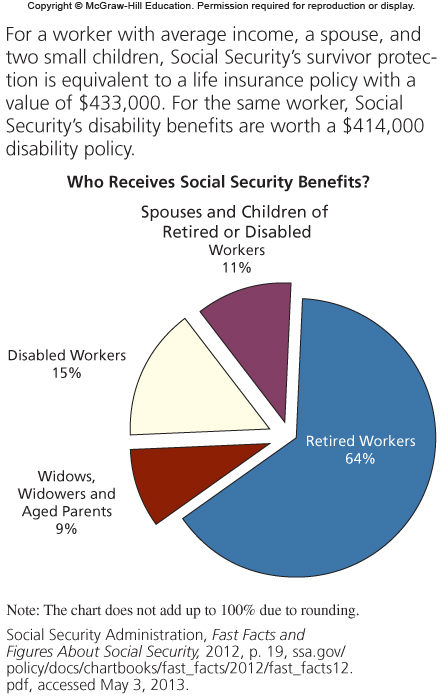 Copyright © McGraw-Hill Education. Permission required for reproduction or display.
For a worker with average income, a spouse, and
two small children, Social Security's survivor protec-
tion is equivalent to a life insurance policy with a
value of $433,000. For the same worker, Social
Security's disability benefits are worth a $414,000
disability policy.
Who Receives Social Security Benefits?
Spouses and Children of
Retired or Disabled
Workers
11%
Disabled Workers
15%
Retired Workers
64%
Widows,
Widowers and
Aged Parents
9%
Note: The chart does not add up to 100% due to rounding.
Social Security Administration, Fast Facts and
Figures About Social Security, 2012, p. 19, ssa.gov/
policy/docs/chartbooks/fast_facts/2012/fast_facts12.
pdf, accessed May 3, 2013.